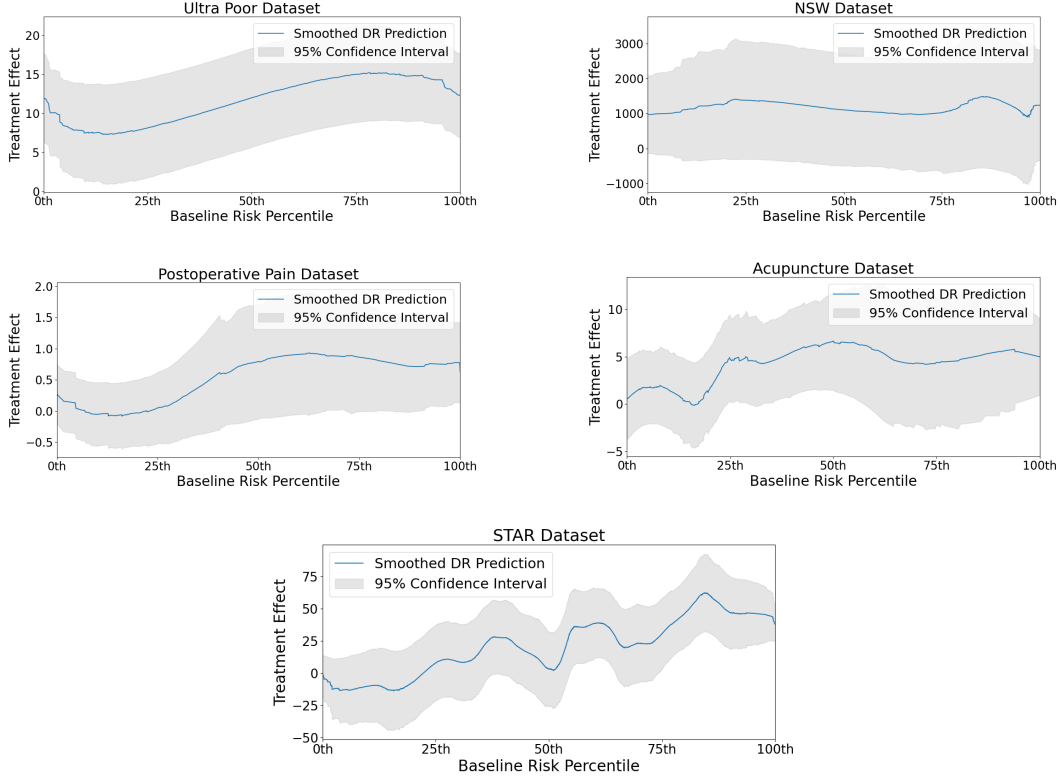 Ultra Poor Dataset
Treatment Effect
20
15
10
5
0
Smoothed DR Prediction
95% Confidence Interval
0th 25th 50th 75th 100th
Baseline Risk Percentile
NSW Dataset
Treatment Effect
3000
2000
1000
0
−1000
Smoothed DR Prediction
95% Confidence Interval
0th 25th 50th 75th 100th
Baseline Risk Percentile
Postoperative Pain Dataset
Treatment Effect
2.0
1.5
1.0
0.5
0.0
−0.5
Smoothed DR Prediction
95% Confidence Interval
0th 25th 50th 75th 100th
Baseline Risk Percentile
Acupuncture Dataset
Treatment Effect
10
5
0
−5
Smoothed DR Prediction
95% Confidence Interval
0th 25th 50th 75th 100th
Baseline Risk Percentile
STAR Dataset
Treatment Effect
75
50
25
0
−25
−50
Smoothed DR Prediction
95% Confidence Interval
0th 25th 50th 75th 100th
Baseline Risk Percentile